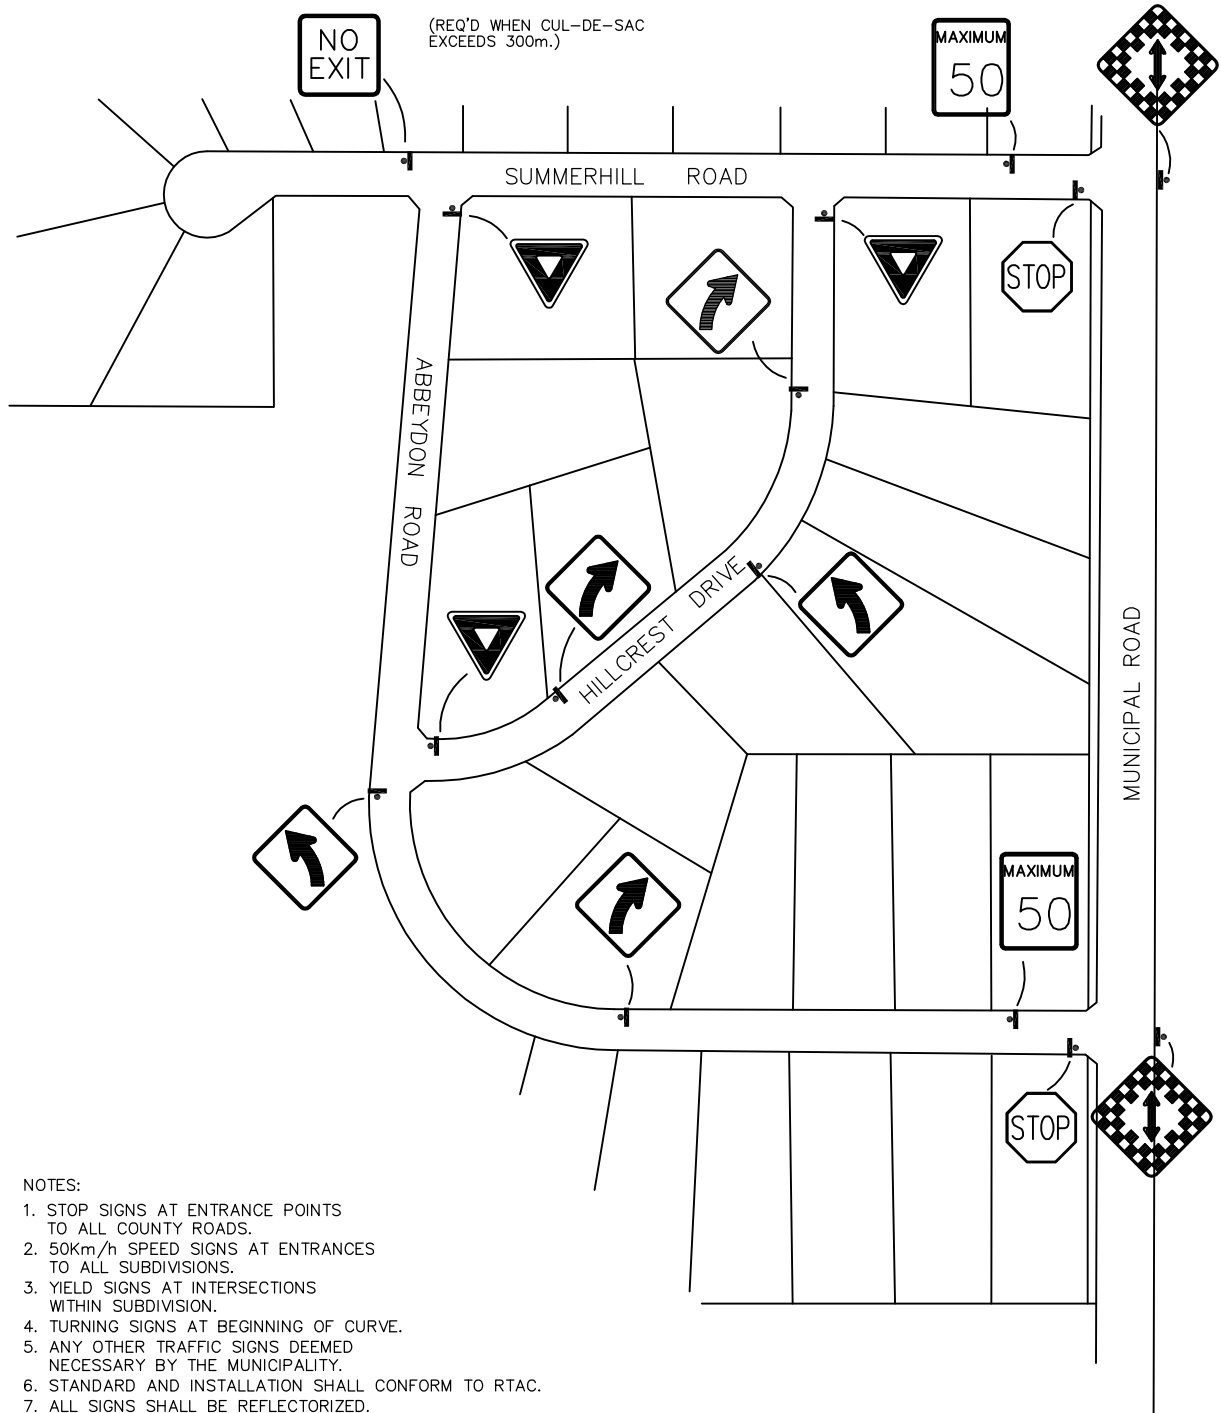 NO
EXIT
(REQ'D WHEN CUL-DE-SAC
EXCEEDS 300m.)
MAXIMUM
50
SUMMERHILL ROAD
STOP
ABBEYDON ROAD
HILLCREST DRIVE
MUNICIPAL ROAD
MAXIMUM
50
STOP
NOTES:
1. STOP SIGNS AT ENTRANCE POINTS
TO ALL COUNTY ROADS.
2. 50Km/h SPEED SIGNS AT ENTRANCES
TO ALL SUBDIVISIONS.
3. YIELD SIGNS AT INTERSECTIONS
WITHIN SUBDIVISION.
4. TURNING SIGNS AT BEGINNING OF CURVE.
5. ANY OTHER TRAFFIC SIGNS DEEMED
NECESSARY BY THE MUNICIPALITY.
6. STANDARD AND INSTALLATION SHALL CONFORM TO RTAC.
7. ALL SIGNS SHALL BE REFLECTORIZED.